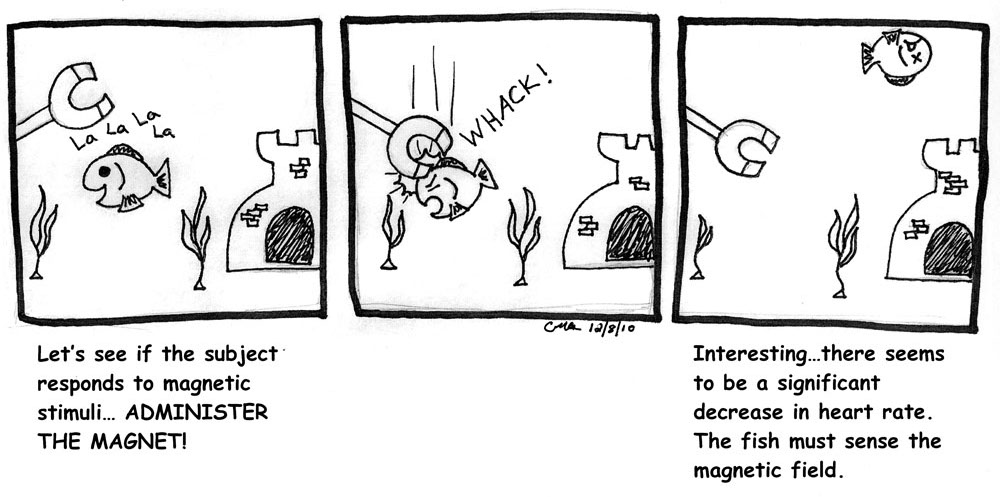 La La La
La
WHACK!
12/8/10
Let's see if the subject
responds to magnetic
stimuli... ADMINISTER
THE MAGNET!
Interesting...there seems
to be a significant
decrease in heart rate.
The fish must sense the
magnetic field.